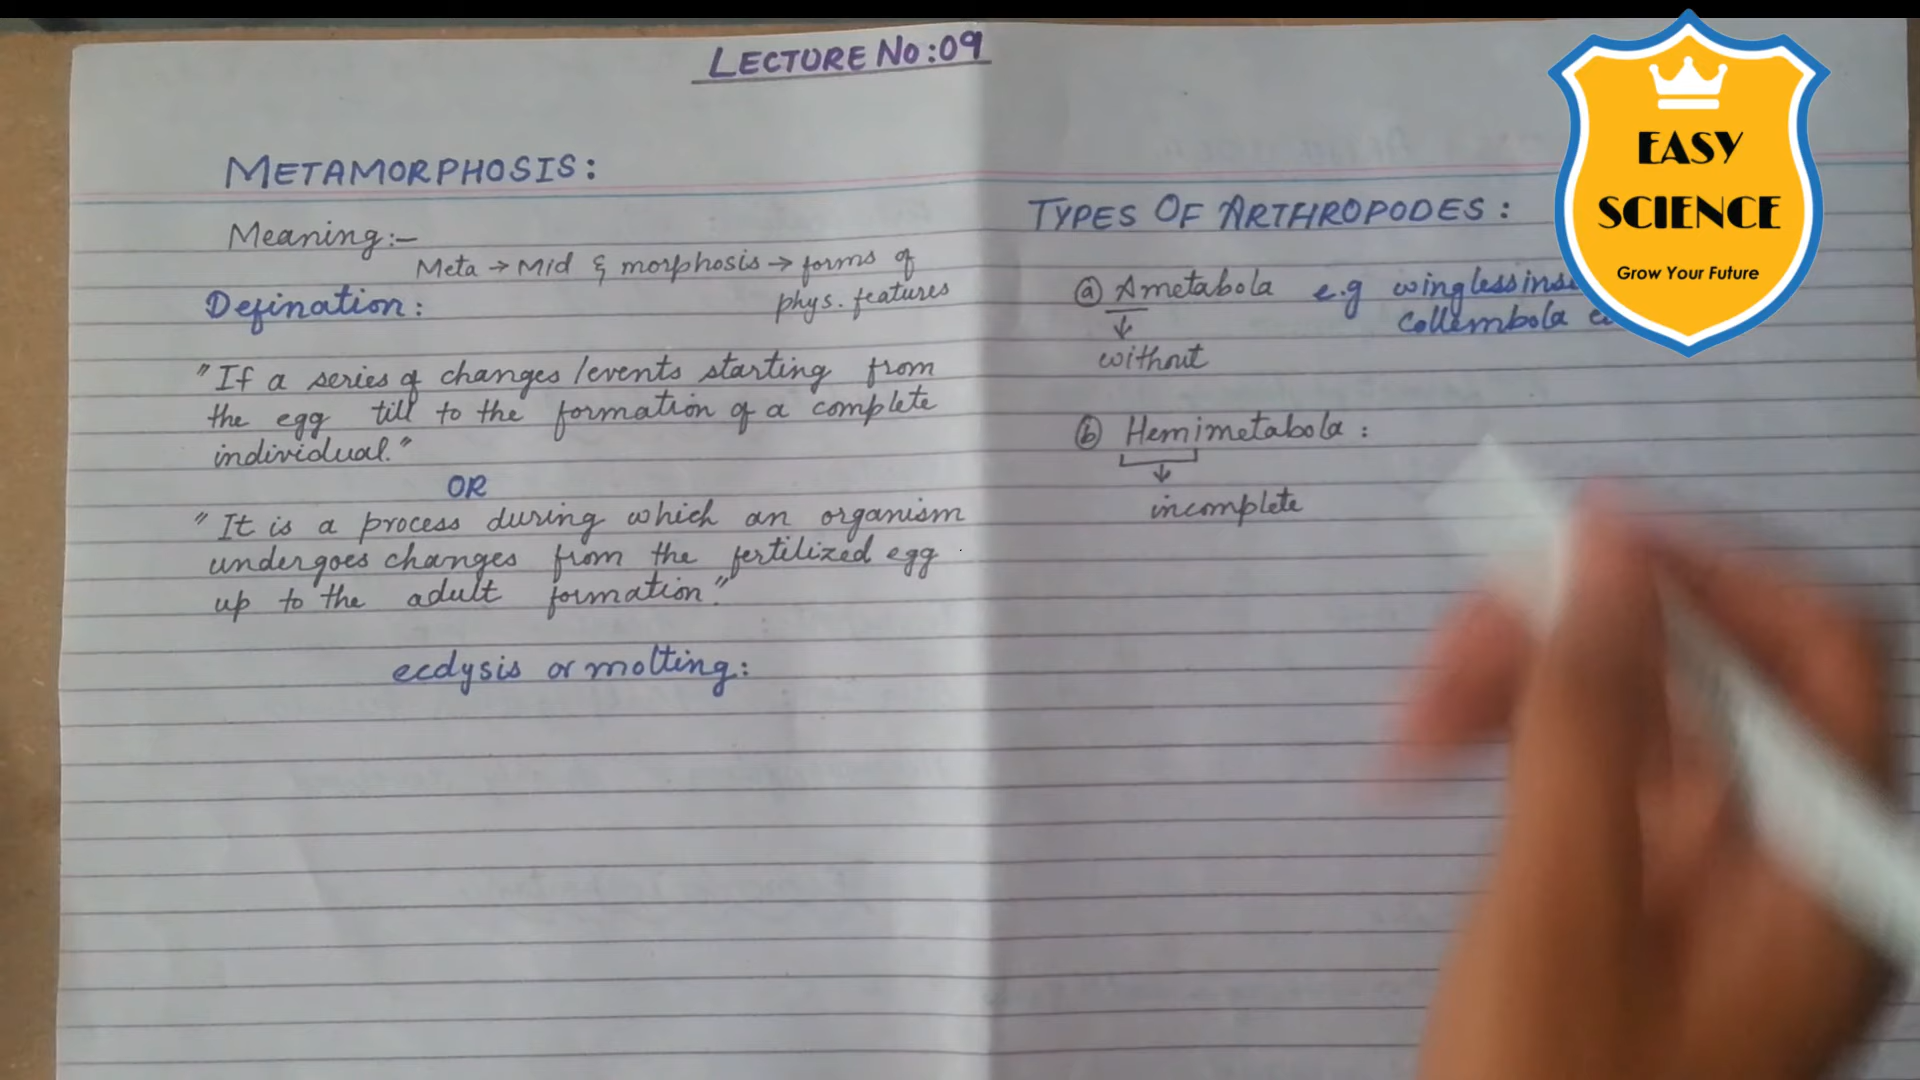 LECTURE No:09
METAMORPHOSIS:
Meaning:-
Meta → Mid & morphosis → forms of
phys. features
Defination:
"If a series of changes/events starting from
the egg till to the formation of a complete
individual."
OR
"It is a process during which an organism
undergoes changes from the fertilized egg
up to the adult formation"
ecdysis or molting:
TYPES OF ARTHROPODES:
(a) Ametabola e.g wingless
collembola
↓
without
(b) Hemimetabola:
↓
incomplete
EASY
SCIENCE
Grow Your Future